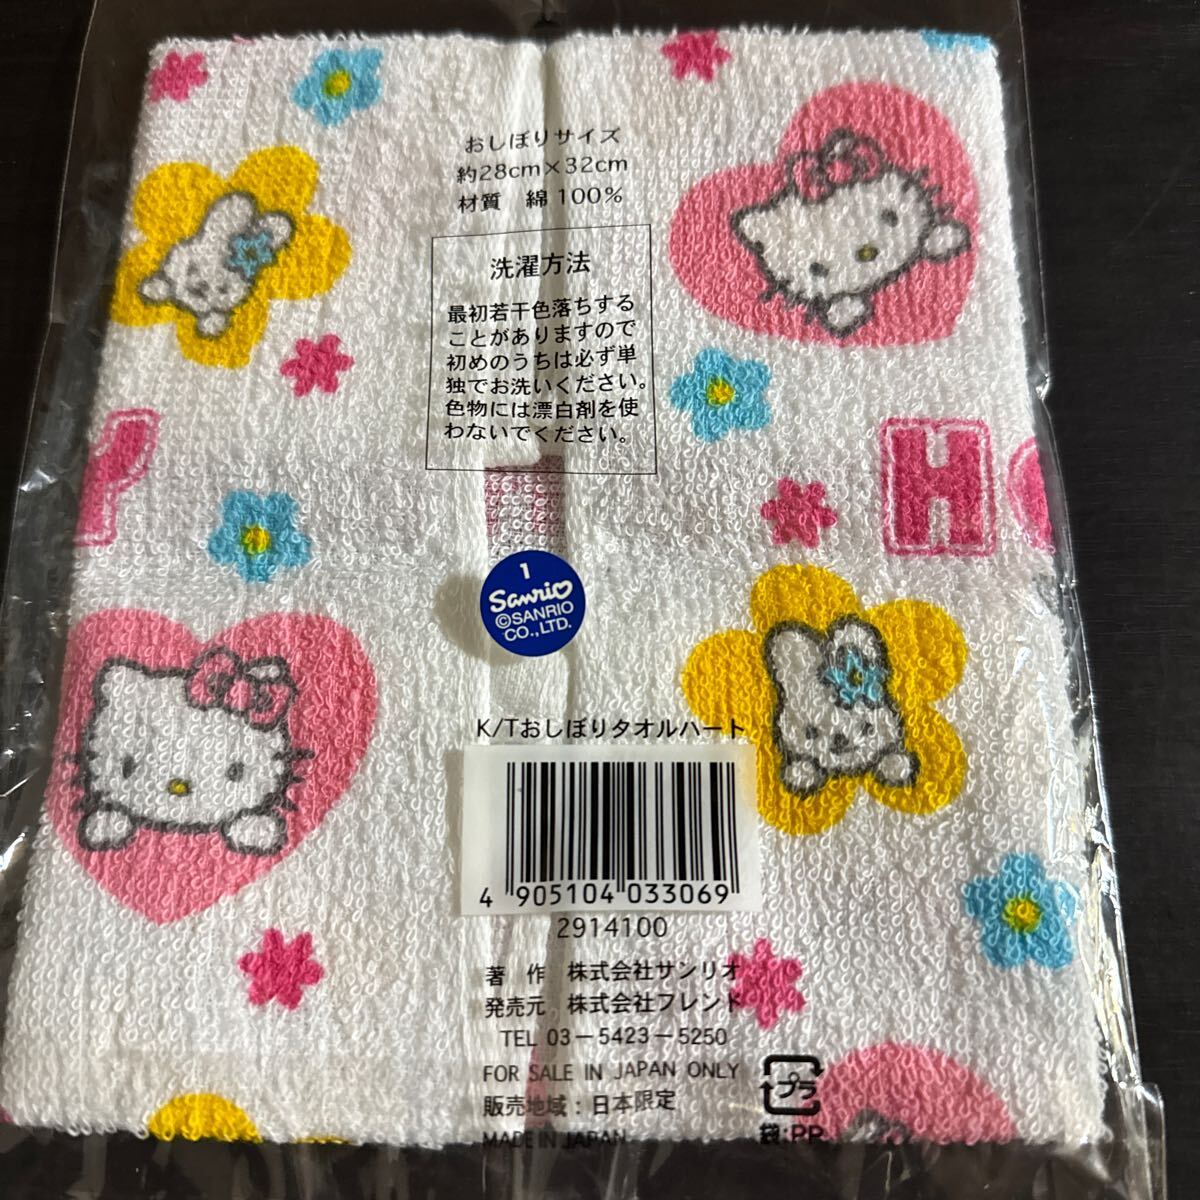 おしぼりサイズ
約28cm×32cm
材質 綿 100%
洗濯方法
最初若干色落ちする
ことがありますので
初めのうちは必ず単
独でお洗いください。
色物には漂白剤を使
わないでください。
H
1
Sanrio
©SANRIO
CO.,LTD.
K/Tおしぼりタオルハート
4 905104 033069
2914100
著 作 株式会社サンリオ
発売元 株式会社フレンド
TEL 03-5423-5250
FOR SALE IN JAPAN ONLY
販売地域:日本限定
MADE IN JAPAN
プラ
袋:PP